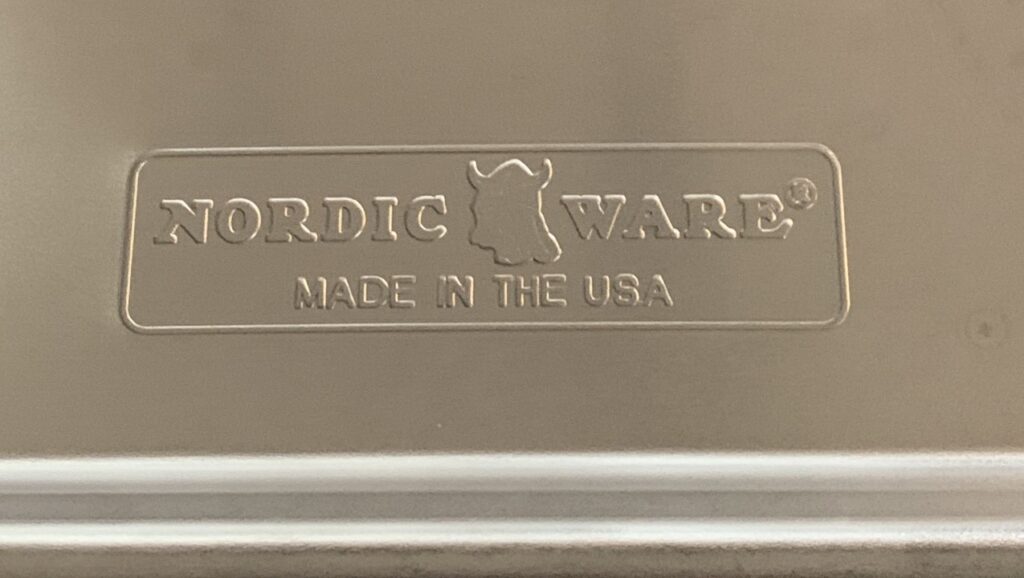 NORDIC WARE®
MADE IN THE USA